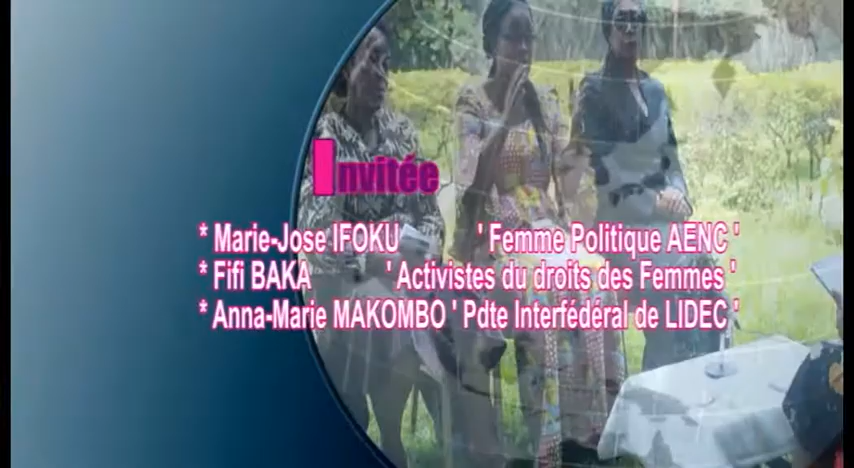 Invitée
* Marie-Jose IFOKU ' Femme Politique AENC '
* Fifi BAKA ' Activistes du droits des Femmes '
* Anna-Marie MAKOMBO ' Pdte Interfédéral de LIDEC '